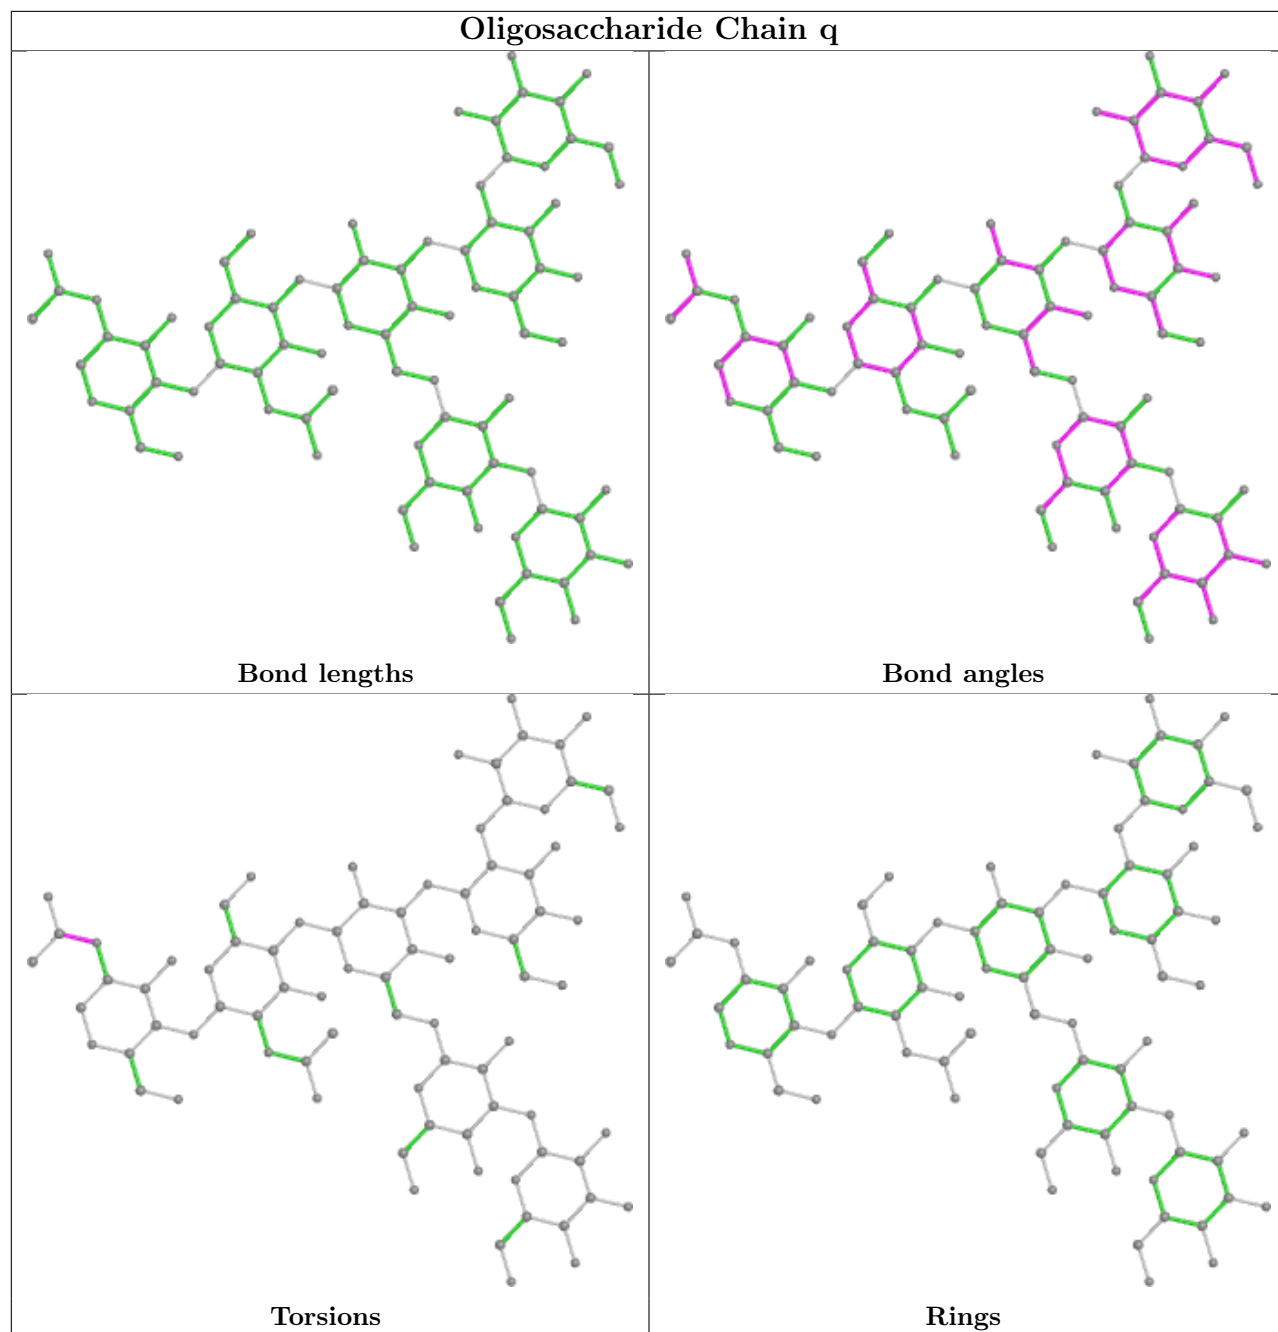 Oligosaccharide Chain q
Bond lengths
Bond angles
Torsions
Rings